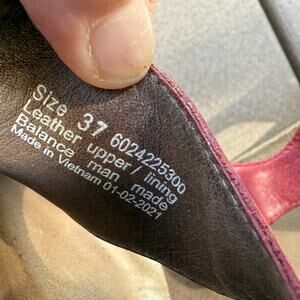 Size 37 6024225300
Leather upper/ lining
Balance man made
Made in Vietnam 01-02-2021